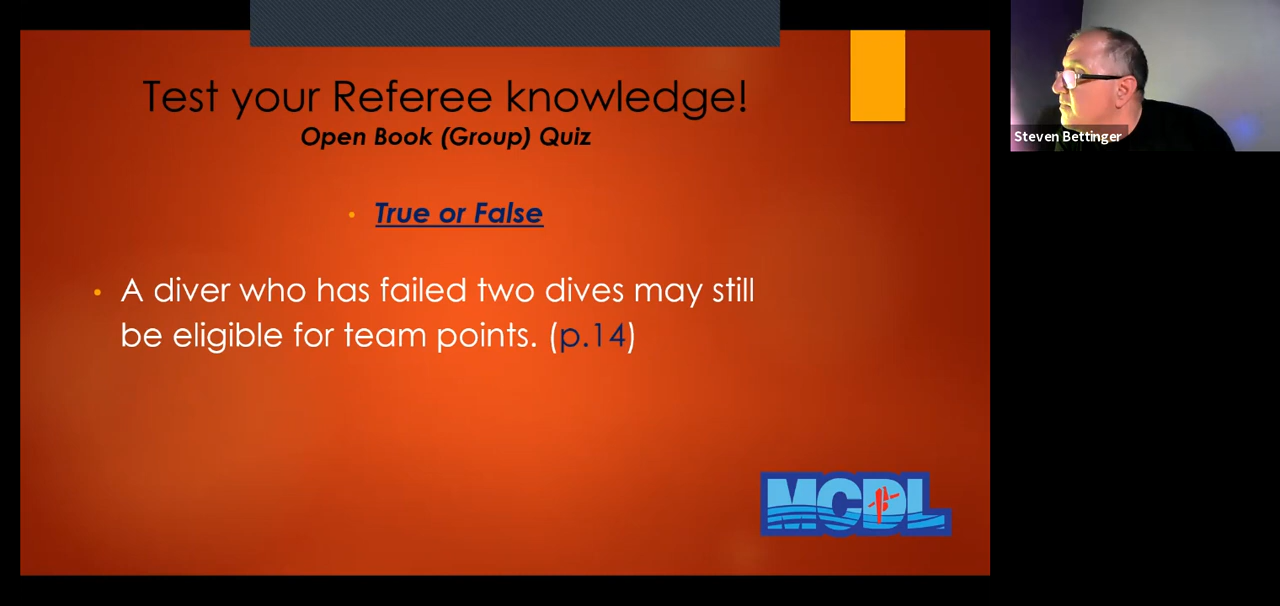 Test your Referee knowledge!
Open Book (Group) Quiz
• True or False
• A diver who has failed two dives may still
be eligible for team points. (p.14)
MCDL
Steven Bettinger